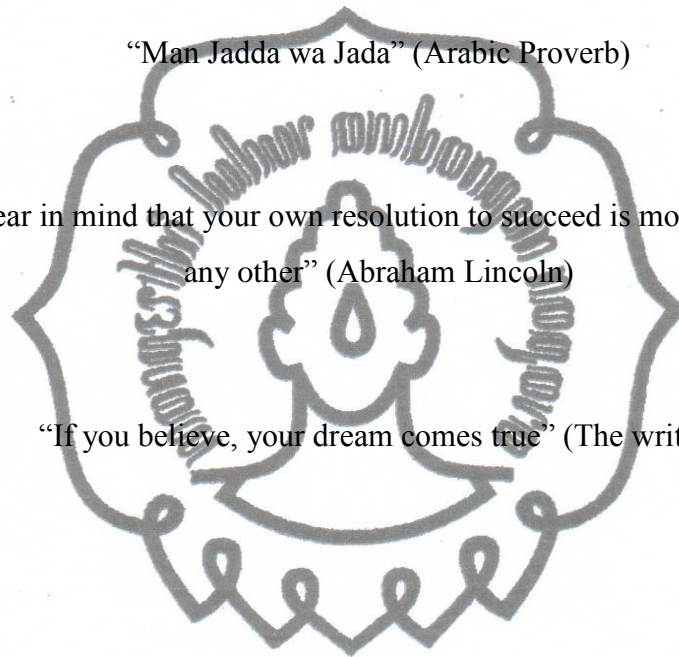 “Man Jadda wa Jada” (Arabic Proverb)
ear in mind that your own resolution to succeed is mo
any other” (Abraham Lincoln)
“If you believe, your dream comes true” (The writ